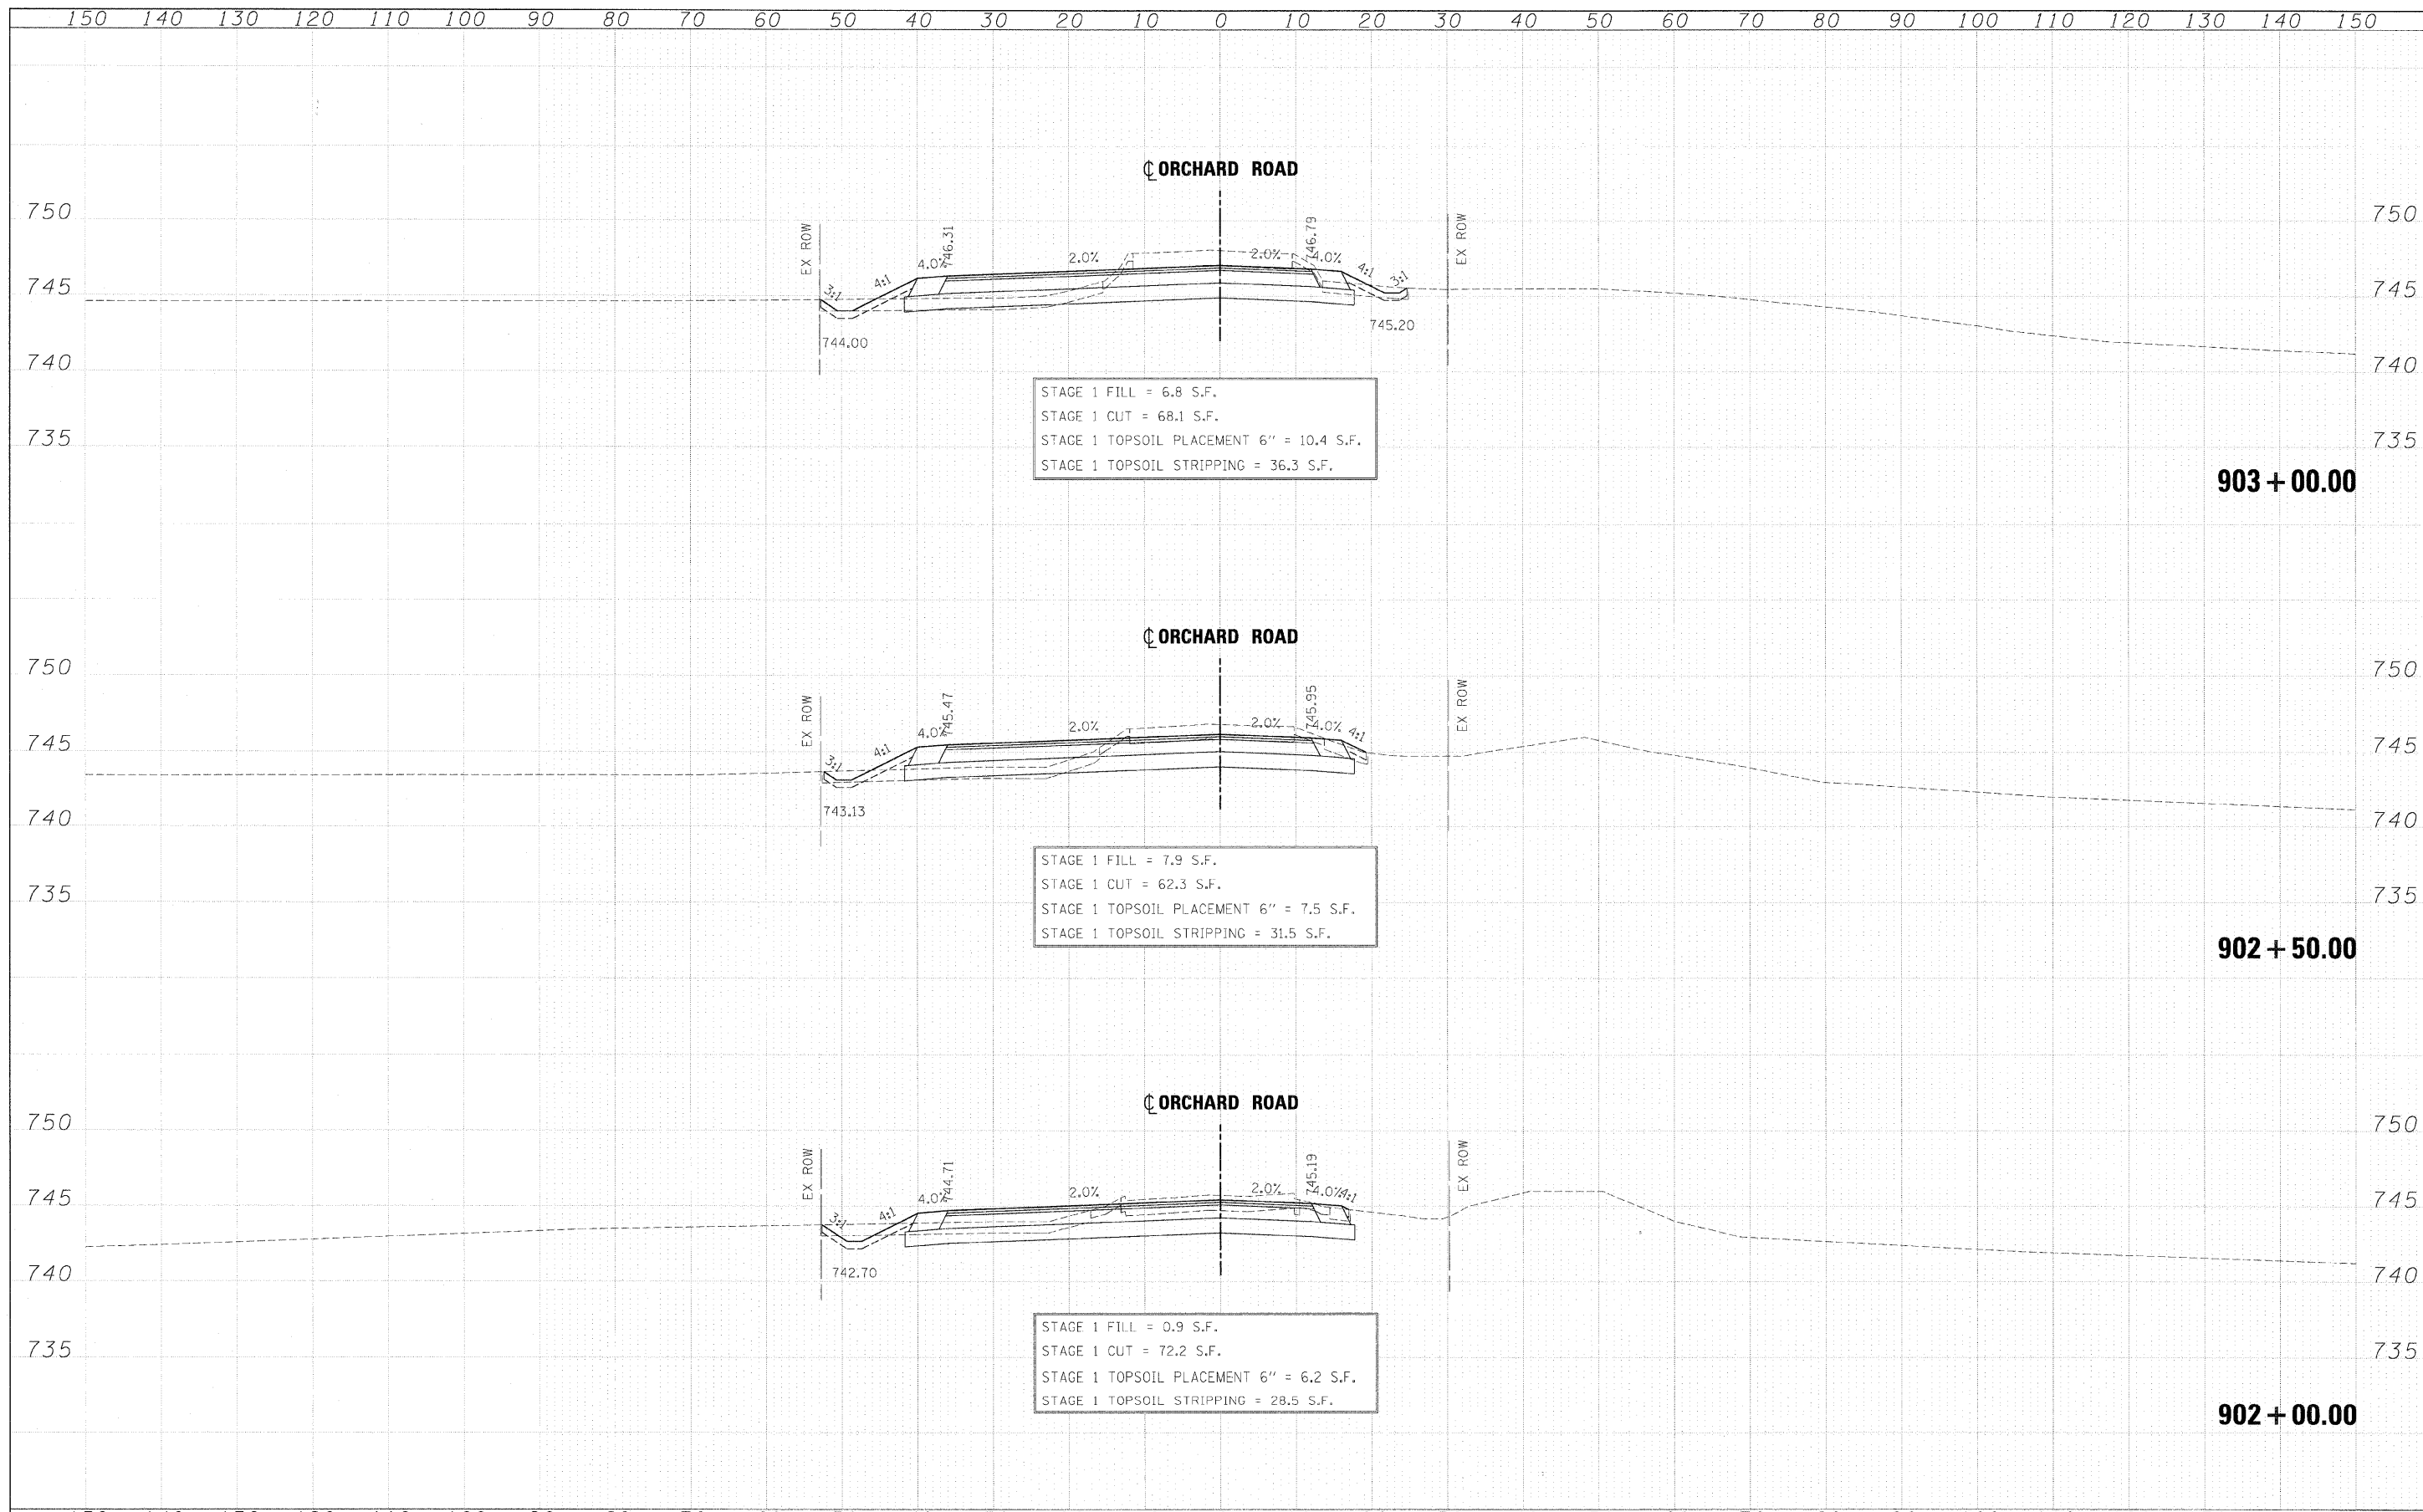 150 140 130 120 110 100 90 80 70 60 50 40 30 20 10 0 10 20 30 40 50 60 70 80 90 100 110 120 130 140 150
℄ ORCHARD ROAD
750 750
EX ROW 746.31 746.79 EX ROW
3:1 4:1 4.0% 2.0% 2.0% 4.0% 4:1 3:1
745 745
744.00 745.20
740 740
STAGE 1 FILL = 6.8 S.F.
STAGE 1 CUT = 68.1 S.F.
STAGE 1 TOPSOIL PLACEMENT 6" = 10.4 S.F.
STAGE 1 TOPSOIL STRIPPING = 36.3 S.F.
735 735
903+00.00
℄ ORCHARD ROAD
750 750
EX ROW 745.47 745.95 EX ROW
3:1 4:1 4.0% 2.0% 2.0% 4.0% 4:1
745 745
743.13
740 740
STAGE 1 FILL = 7.9 S.F.
STAGE 1 CUT = 62.3 S.F.
STAGE 1 TOPSOIL PLACEMENT 6" = 7.5 S.F.
STAGE 1 TOPSOIL STRIPPING = 31.5 S.F.
735 735
902+50.00
℄ ORCHARD ROAD
750 750
EX ROW 744.71 745.19 EX ROW
3:1 4:1 4.0% 2.0% 2.0% 4.0% 4:1
745 745
742.70
740 740
STAGE 1 FILL = 0.9 S.F.
STAGE 1 CUT = 72.2 S.F.
STAGE 1 TOPSOIL PLACEMENT 6" = 6.2 S.F.
STAGE 1 TOPSOIL STRIPPING = 28.5 S.F.
735 735
902+00.00